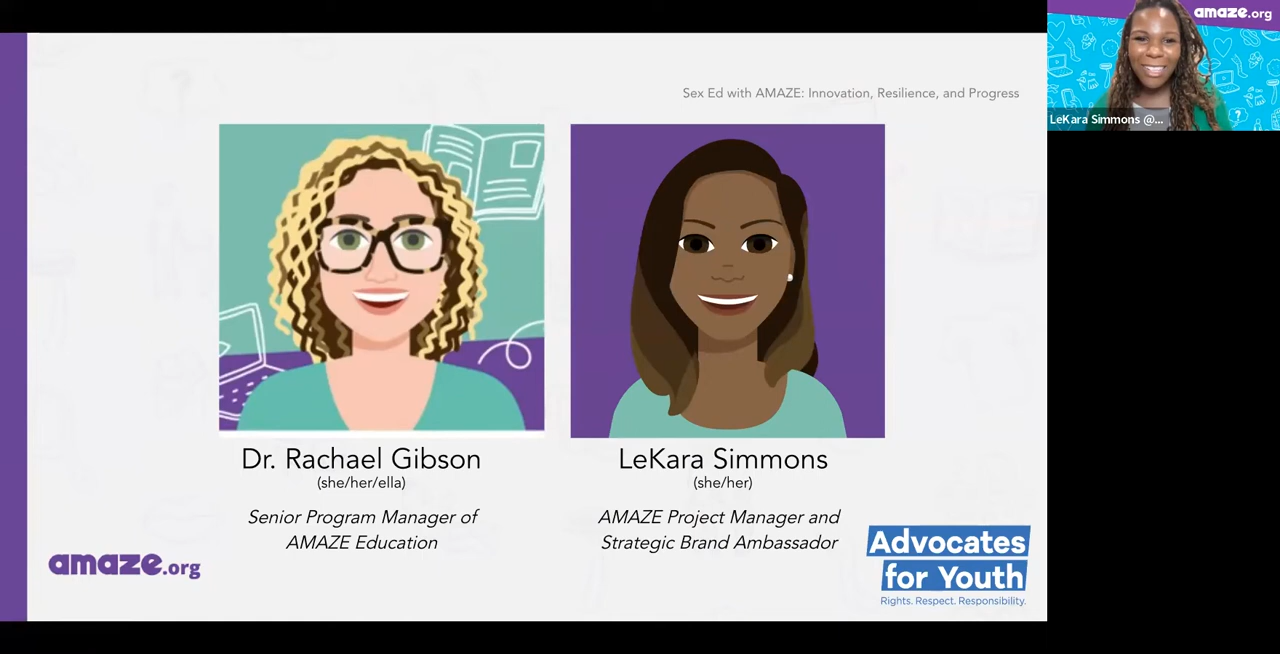 amaze.org
LeKara Simmons @...
Sex Ed with AMAZE: Innovation, Resilience, and Progress
Dr. Rachael Gibson
(she/her/ella)
Senior Program Manager of
AMAZE Education
LeKara Simmons
(she/her)
AMAZE Project Manager and
Strategic Brand Ambassador
amaze.org
Advocates
for Youth
Rights. Respect. Responsibility.